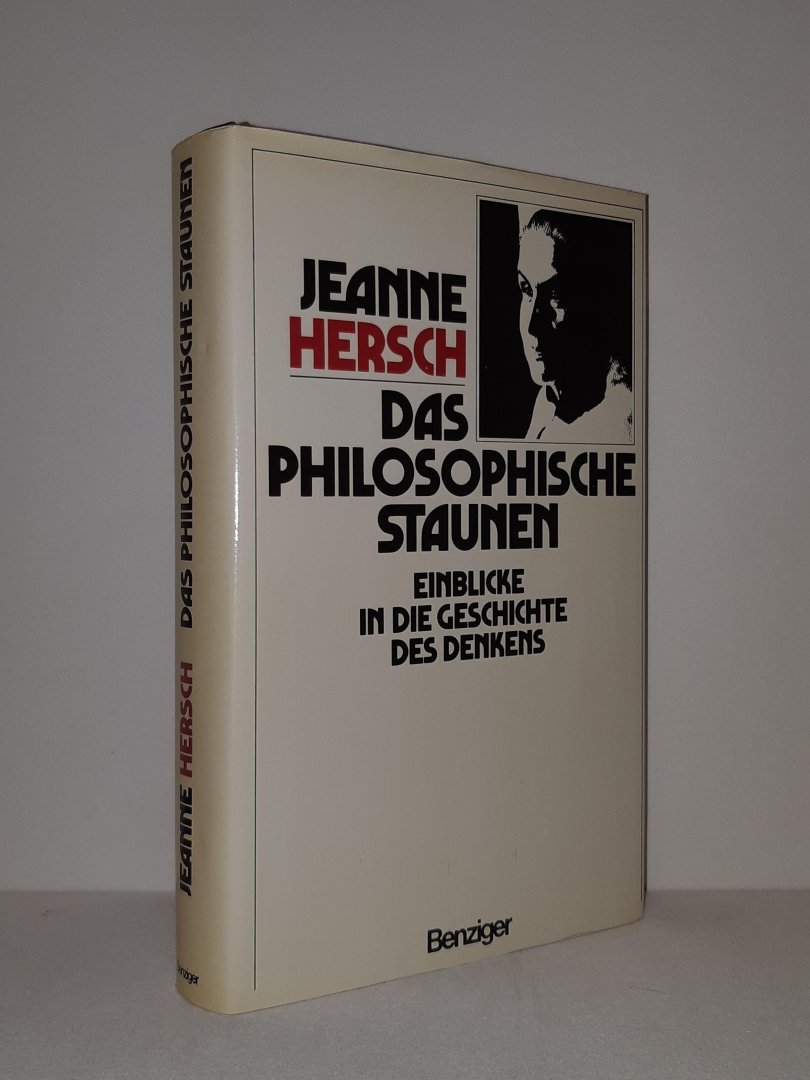 JEANNE
HERSCH
DAS
PHILOSOPHISCHE
STAUNEN
EINBLICKE
IN DIE GESCHICHTE
DES DENKENS
Benziger
JEANNE HERSCH DAS PHILOSOPHISCHE STAUNEN
Benziger